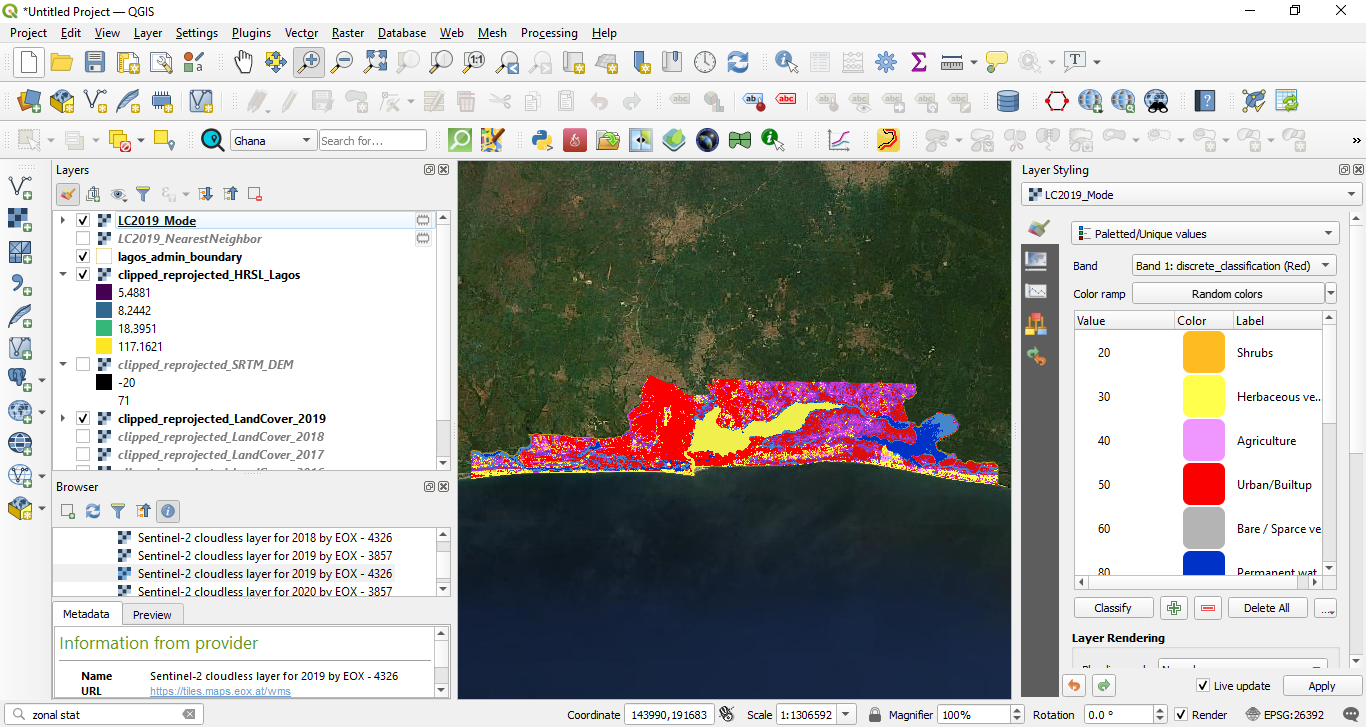 *Untitled Project — QGIS
Project Edit View Layer Settings Plugins Vector Raster Database Web Mesh Processing Help
Ghana Search for...
Layers
LC2019_Mode
LC2019_NearestNeighbor
lagos_admin_boundary
clipped_reprojected_HRSL_Lagos
5.4881
8.2442
18.3951
117.1621
clipped_reprojected_SRTM_DEM
-20
71
clipped_reprojected_LandCover_2019
clipped_reprojected_LandCover_2018
clipped_reprojected_LandCover_2017
Browser
Sentinel-2 cloudless layer for 2018 by EOX - 4326
Sentinel-2 cloudless layer for 2019 by EOX - 3857
Sentinel-2 cloudless layer for 2019 by EOX - 4326
Sentinel-2 cloudless layer for 2020 by EOX - 3857
Metadata Preview
Information from provider
Name Sentinel-2 cloudless layer for 2019 by EOX - 4326
URL https://tiles.maps.eox.at/wms
Layer Styling
LC2019_Mode
Paletted/Unique values
Band Band 1: discrete_classification (Red)
Color ramp Random colors
Value Color Label
20 Shrubs
30 Herbaceous ve...
40 Agriculture
50 Urban/Builtup
60 Bare / Sparce ve
80 Permanent wat
Classify Delete All ...
Layer Rendering
Live update Apply
zonal stat Coordinate 143990,191683 Scale 1:1306592 Magnifier 100% Rotation 0.0 ° Render EPSG:26392